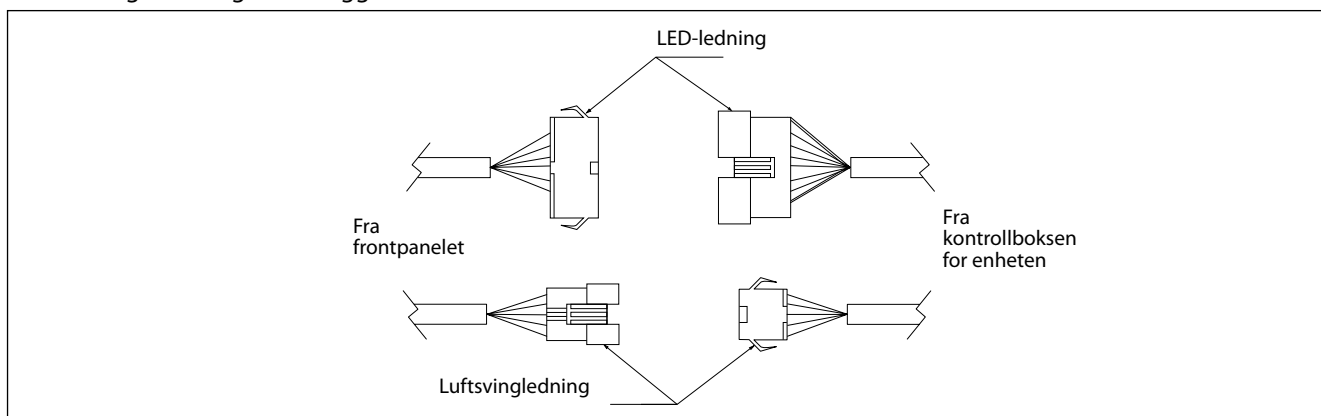 LED-ledning
Fra
frontpanelet
Fra
kontrollboksen
for enheten
Luftsvingledning